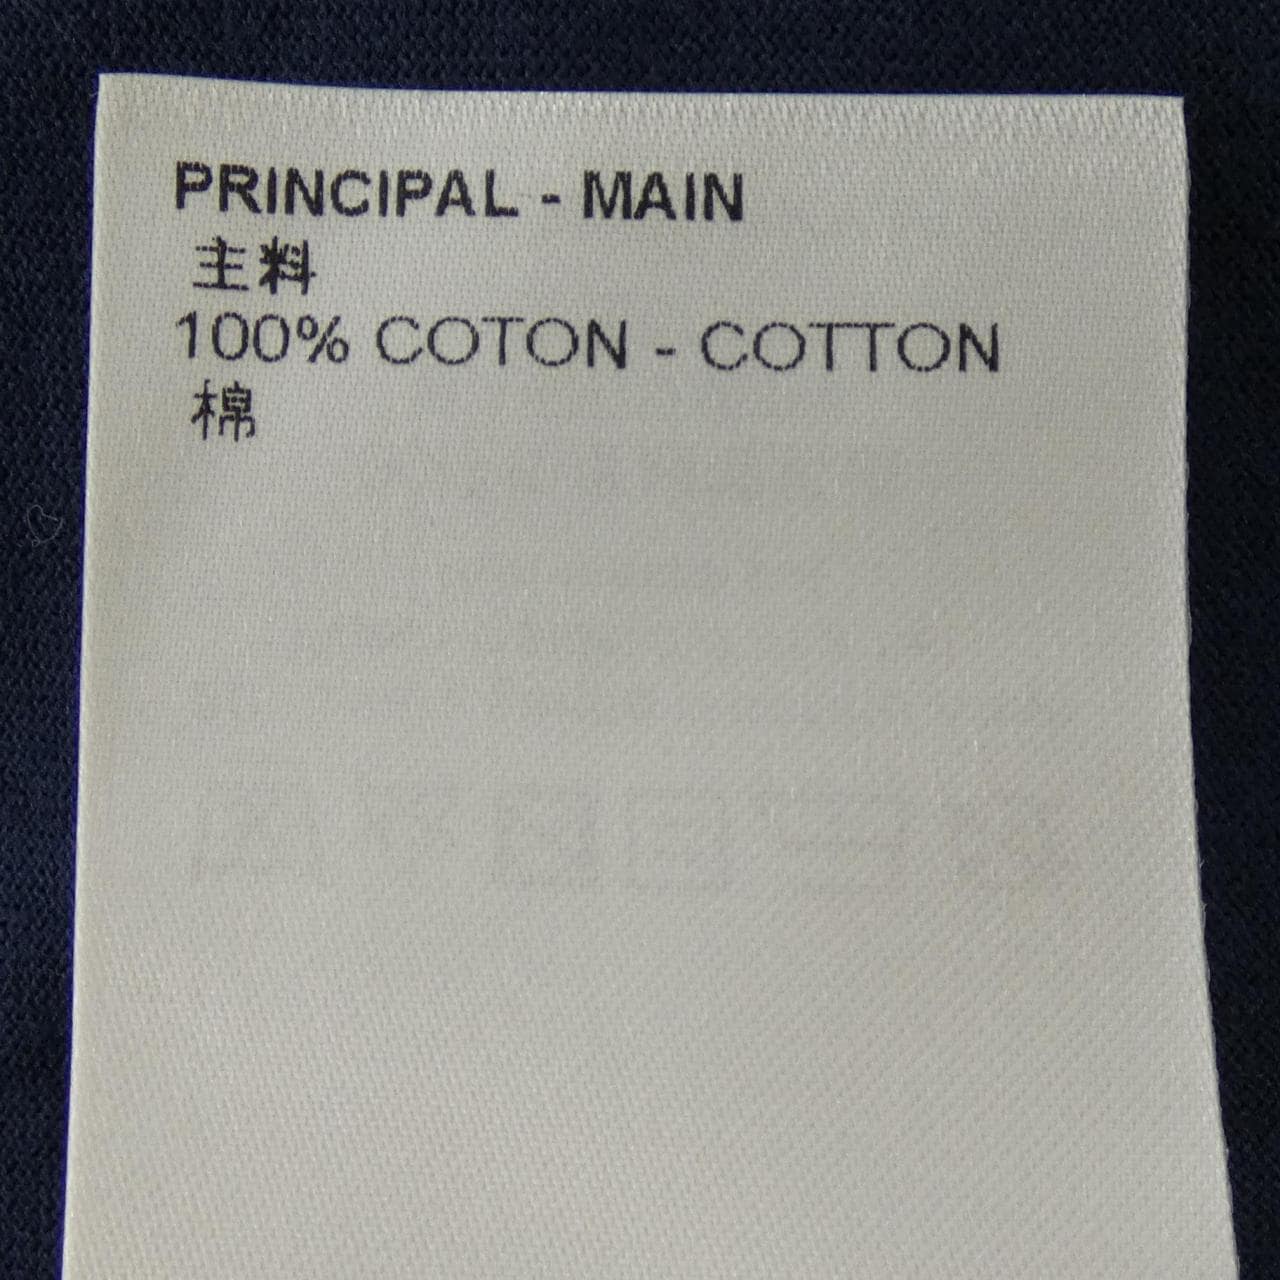 PRINCIPAL - MAIN
主料
100% COTON - COTTON
棉